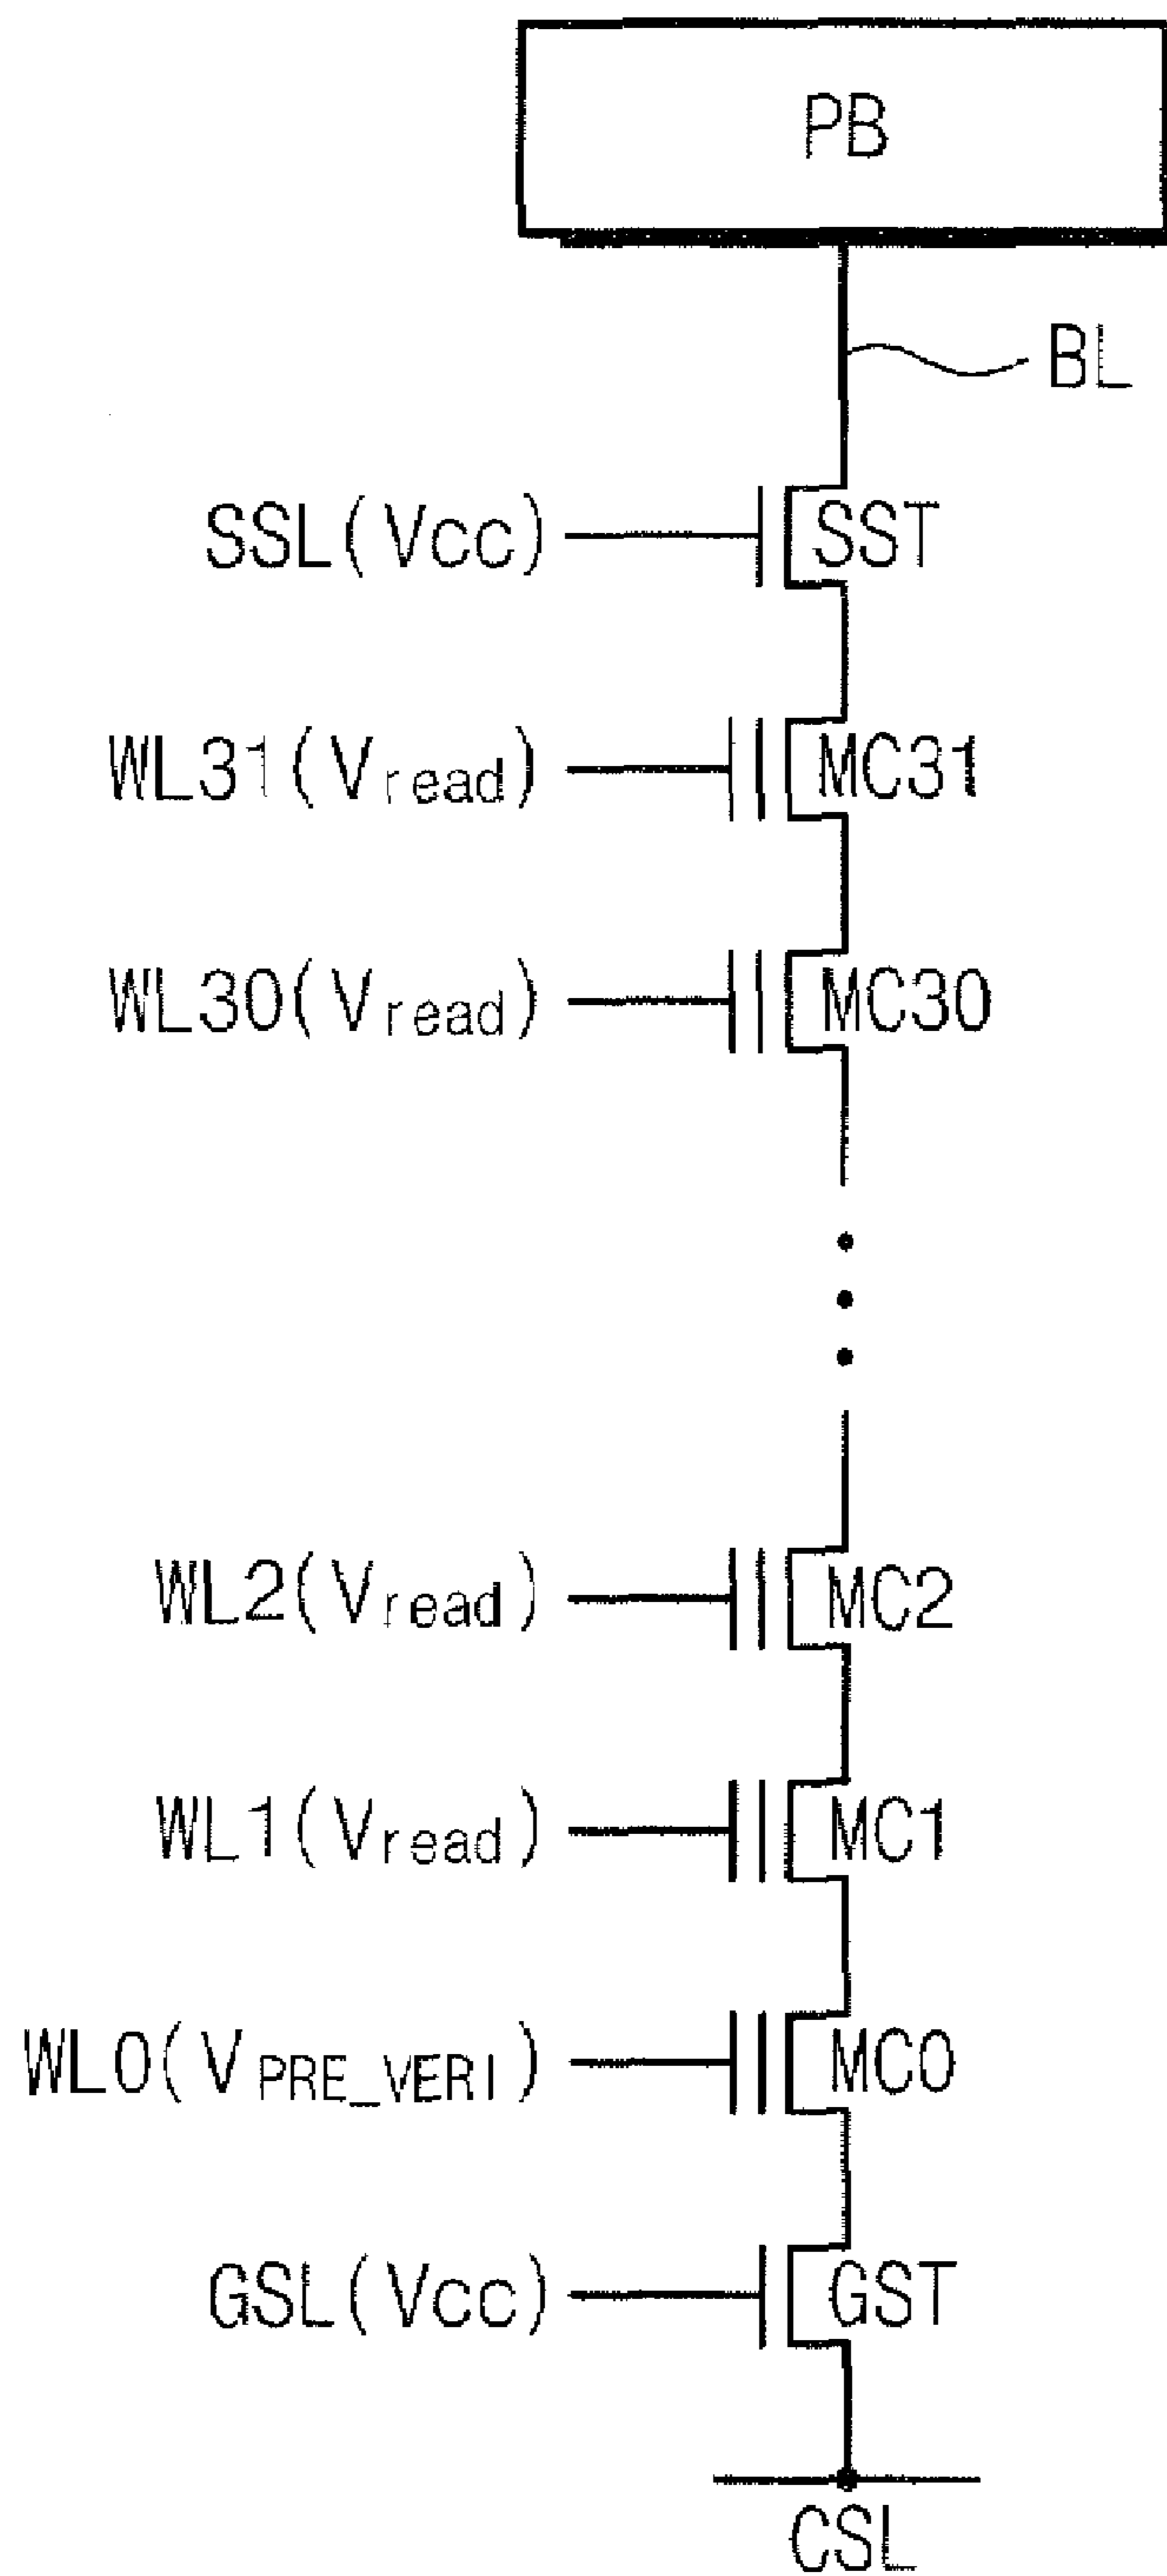 PB
BL
SSL(Vcc) SST
WL31(Vread) MC31
WL30(Vread) MC30
WL2(Vread) MC2
WL1(Vread) MC1
WL0(VPRE_VERI) MC0
GSL(Vcc) GST
CSL